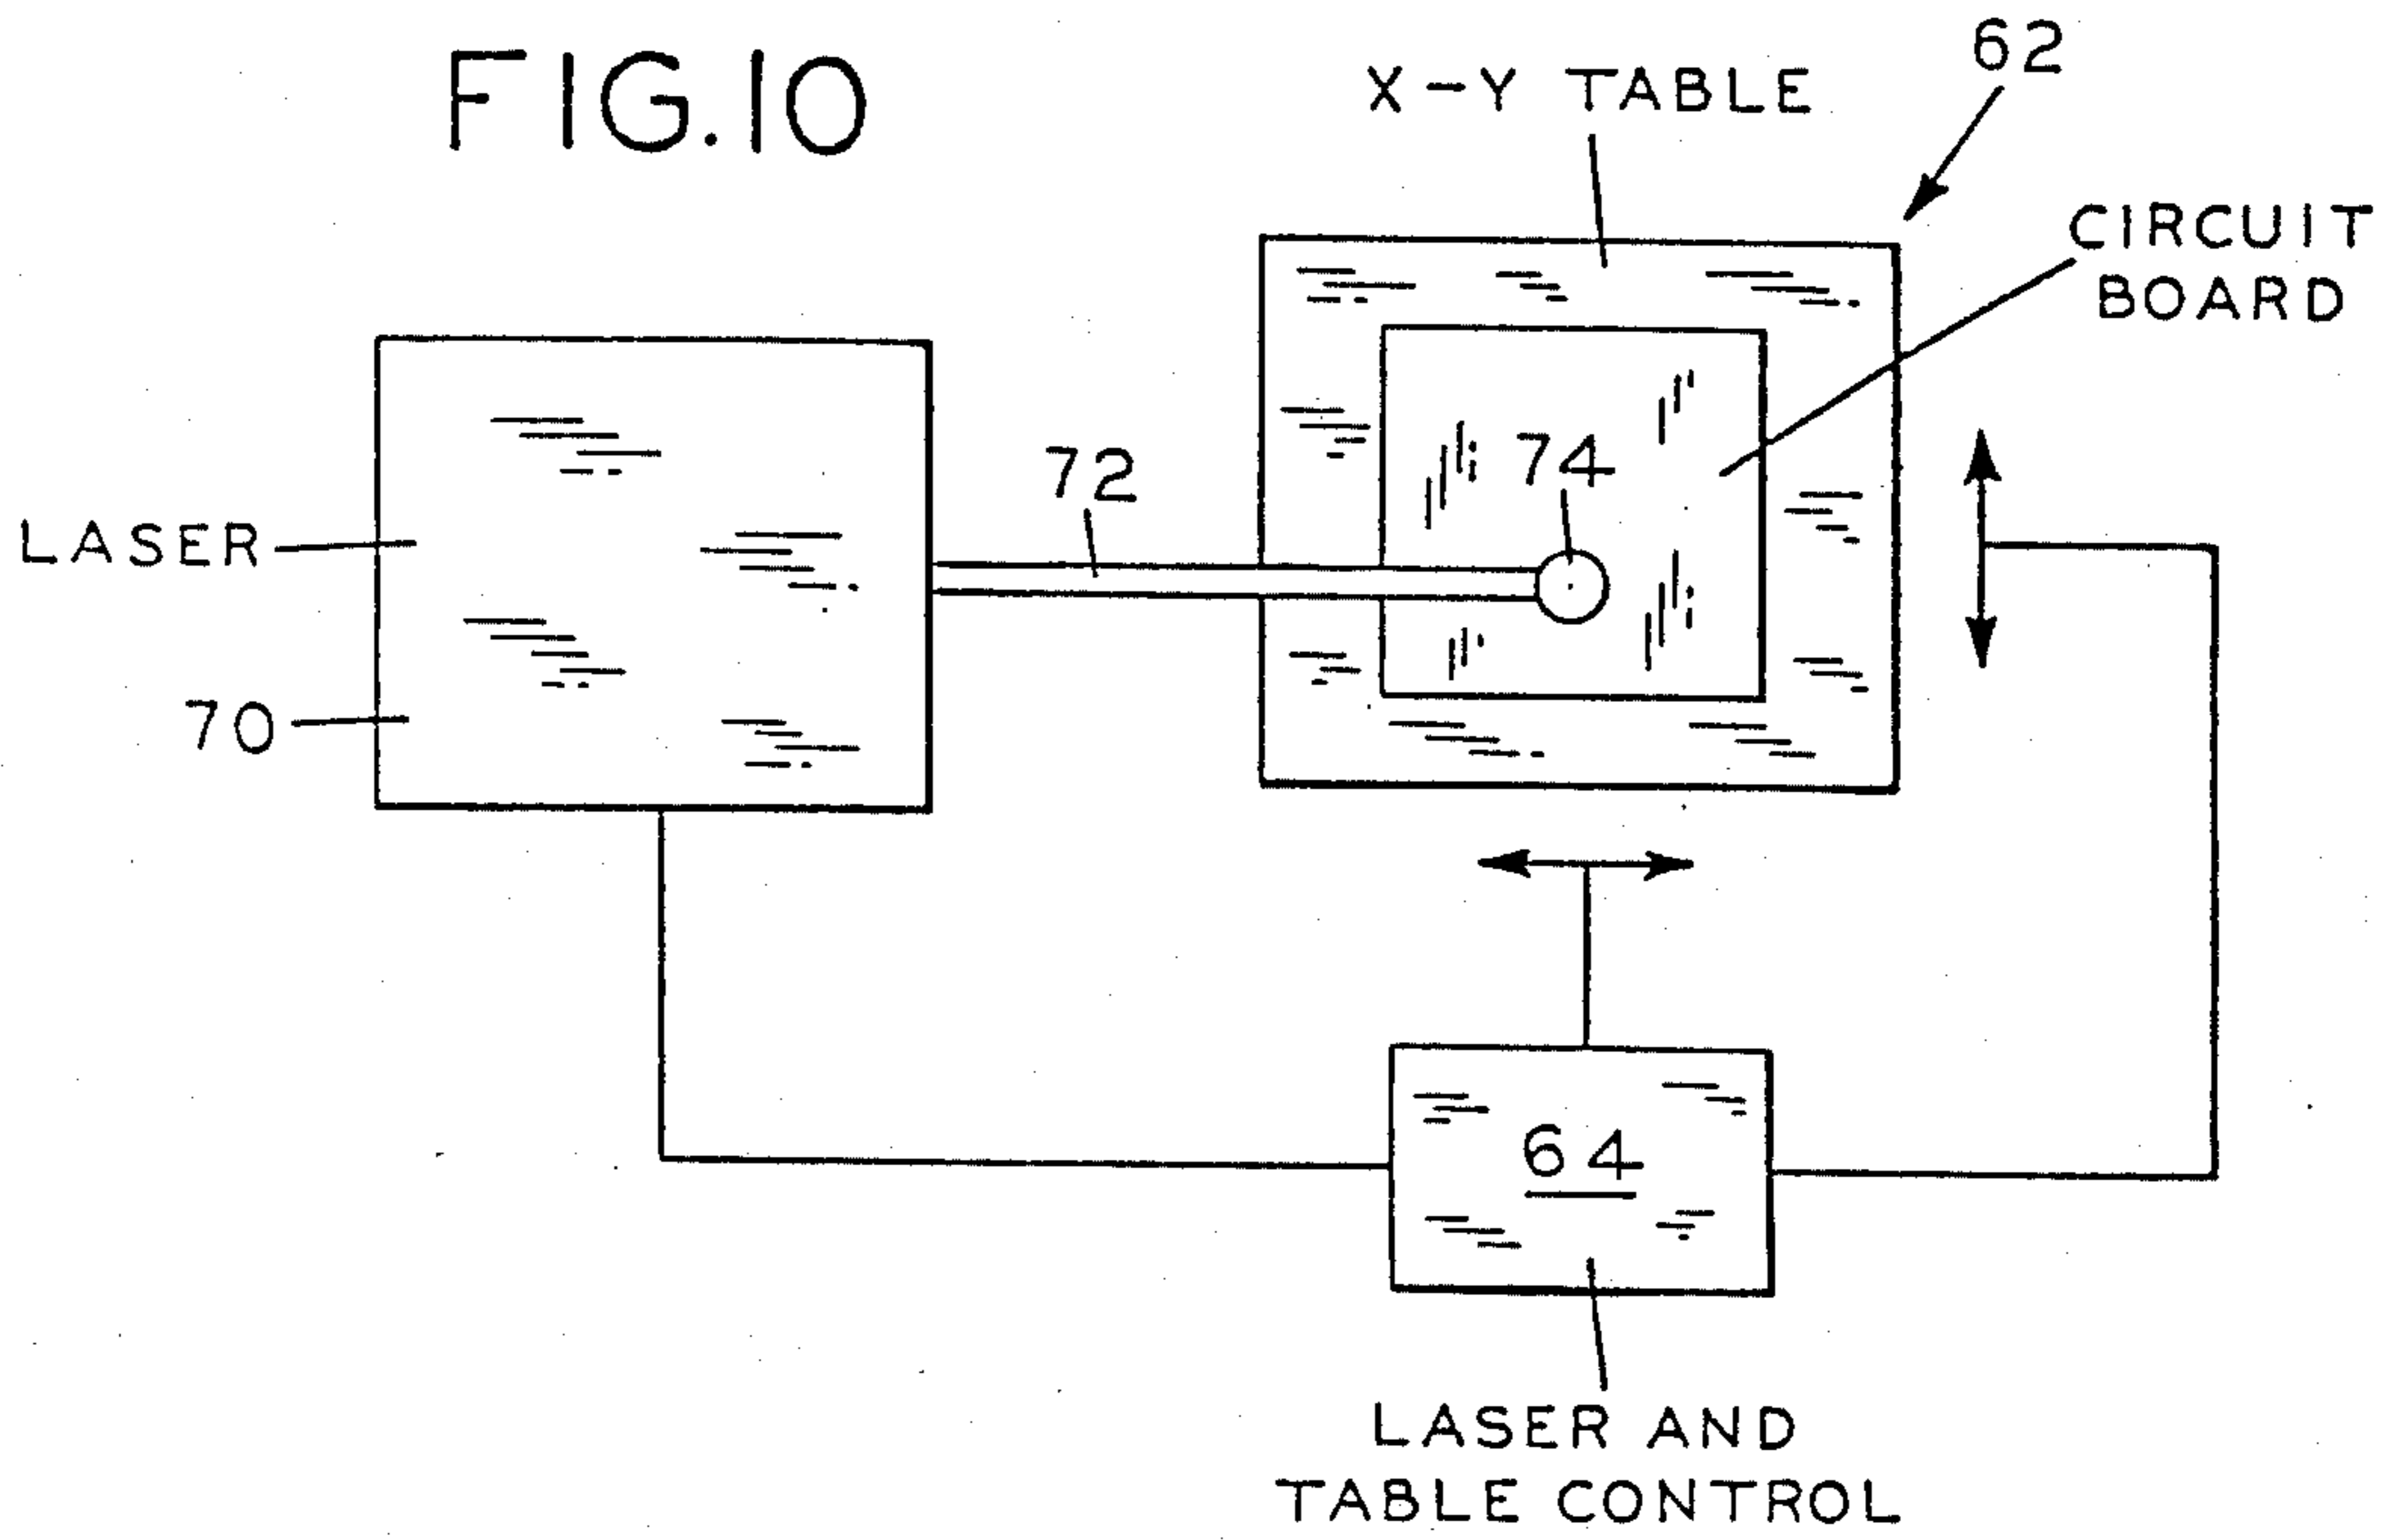 FIG.10
X-Y TABLE
62
CIRCUIT
BOARD
72
74
LASER
70
64
LASER AND
TABLE CONTROL